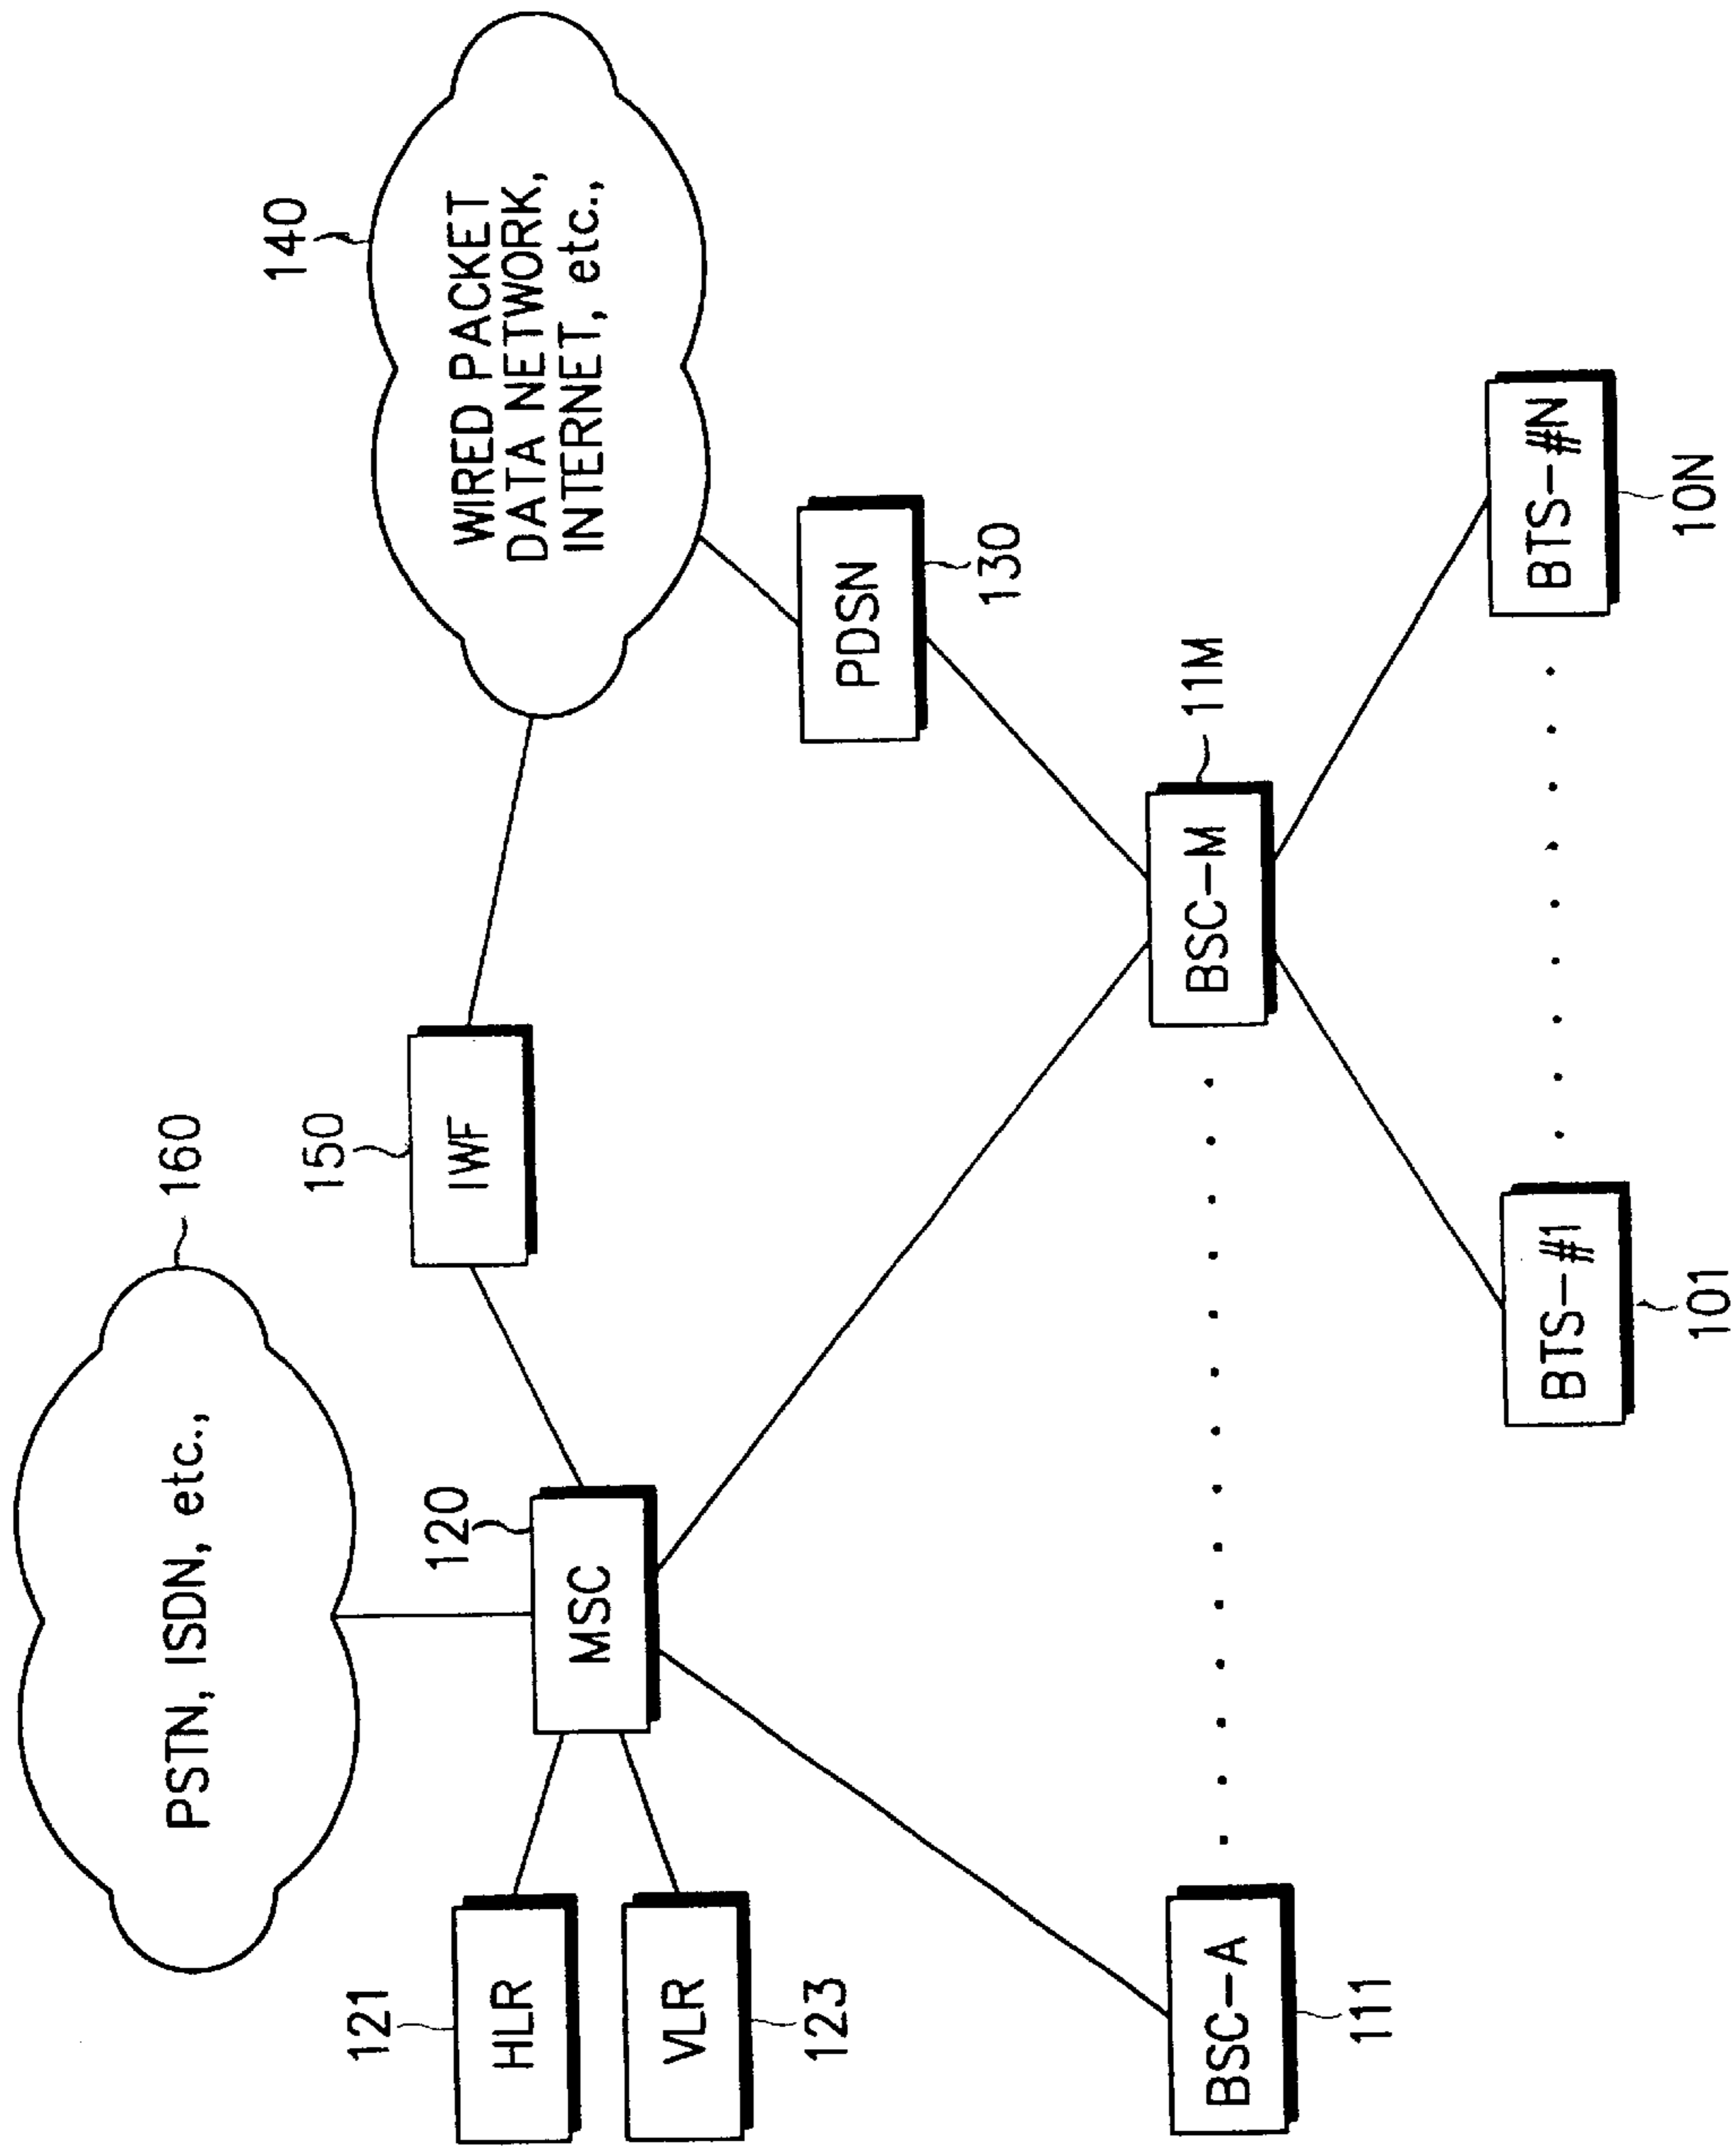 160
PSTN, ISDN, etc.,
140
WIRED PACKET
DATA NETWORK,
INTERNET, etc.,
150
IWF
121
HLR
120
MSC
VLR
123
PDSN
130
11M
BSC-M
BSC-A
111
BTS-#1
101
BTS-#N
10N